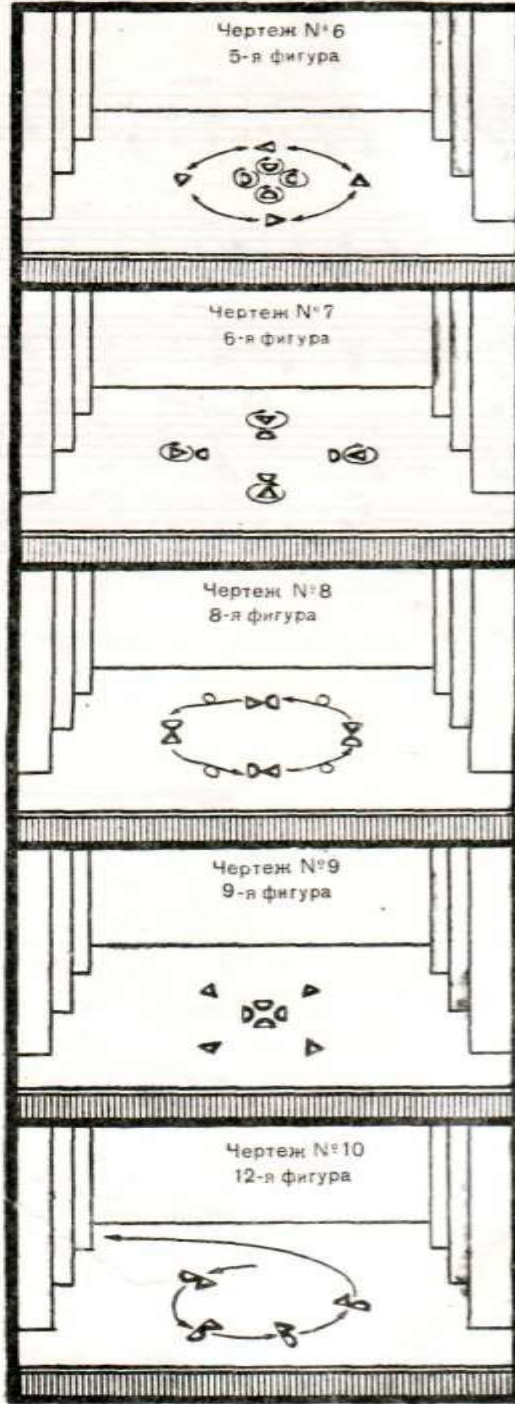 Чертеж №6
5-я фигура
Чертеж №7
6-я фигура
Чертеж №8
8-я фигура
Чертеж №9
9-я фигура
Чертеж №10
12-я фигура